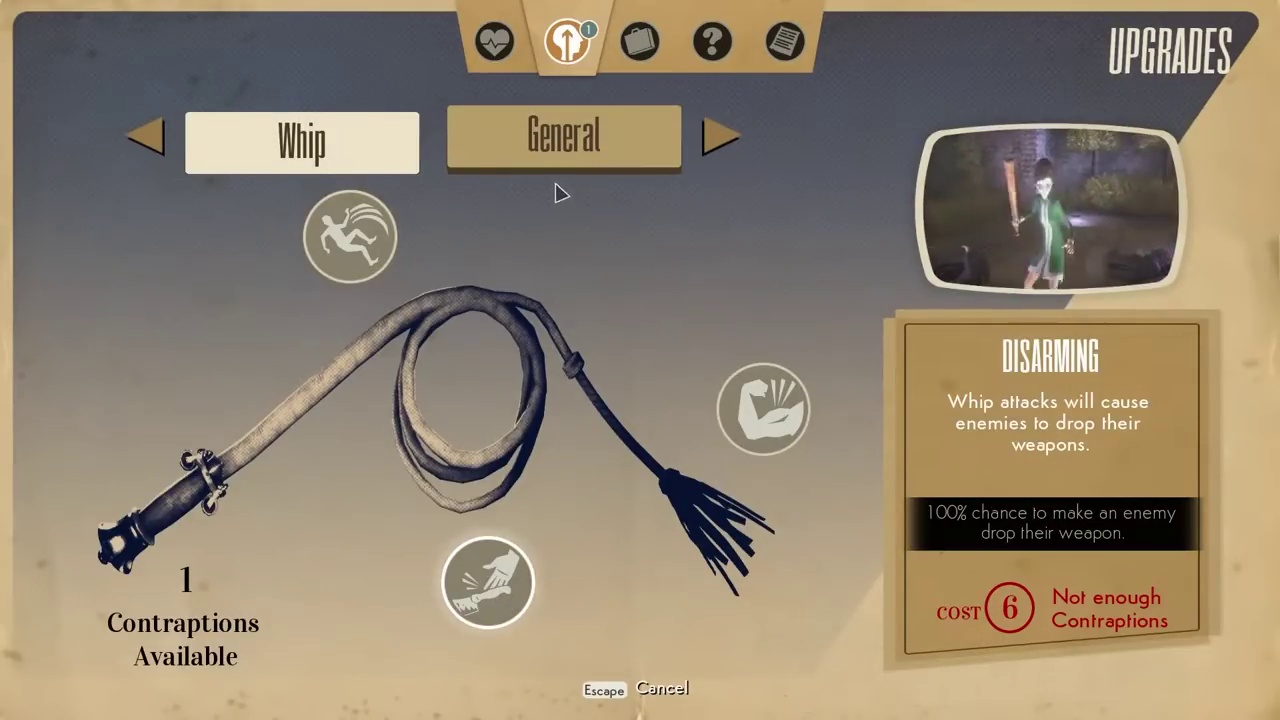 1
?
UPGRADES
Whip
General
DISARMING
Whip attacks will cause
enemies to drop their
weapons.
100% chance to make an enemy
drop their weapon.
COST 6
Not enough
Contraptions
1
Contraptions
Available
Escape Cancel